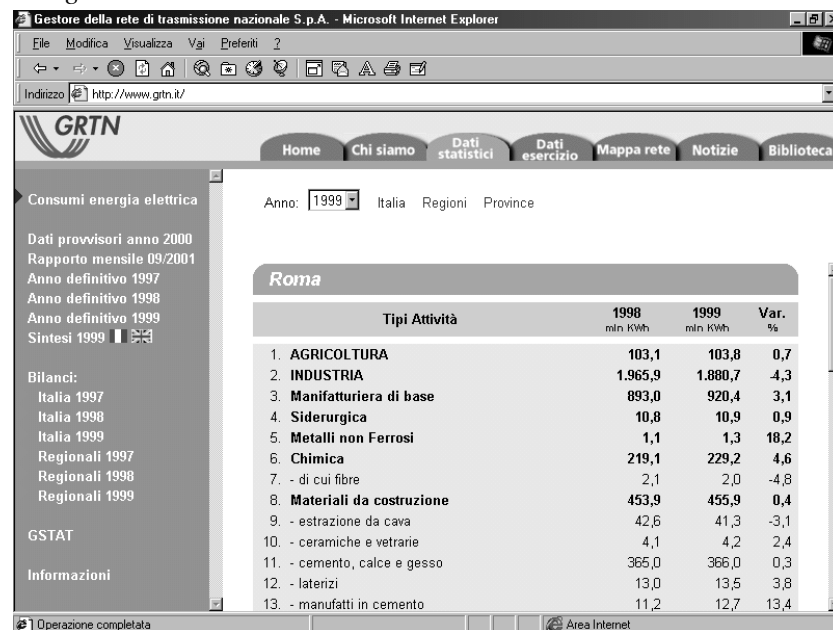 Gestore della rete di trasmissione nazionale S.p.A. - Microsoft Internet Explorer
File Modifica Visualizza Vai Preferiti ?
Indirizzo http://www.grtn.it/
GRTN
Home Chi siamo Dati statistici Dati esercizio Mappa rete Notizie Biblioteca
Consumi energia elettrica
Dati provvisori anno 2000
Rapporto mensile 09/2001
Anno definitivo 1997
Anno definitivo 1998
Anno definitivo 1999
Sintesi 1999
Bilanci:
Italia 1997
Italia 1998
Italia 1999
Regionali 1997
Regionali 1998
Regionali 1999
GSTAT
Informazioni
Anno: 1999 Italia Regioni Province
Roma
Tipi Attività 1998 mln KWh 1999 mln KWh Var. %
1. AGRICOLTURA 103,1 103,8 0,7
2. INDUSTRIA 1.965,9 1.880,7 -4,3
3. Manifatturiera di base 893,0 920,4 3,1
4. Siderurgica 10,8 10,9 0,9
5. Metalli non Ferrosi 1,1 1,3 18,2
6. Chimica 219,1 229,2 4,6
7. - di cui fibre 2,1 2,0 -4,8
8. Materiali da costruzione 453,9 455,9 0,4
9. - estrazione da cava 42,6 41,3 -3,1
10. - ceramiche e vetrarie 4,1 4,2 2,4
11. - cemento, calce e gesso 365,0 366,0 0,3
12. - laterizi 13,0 13,5 3,8
13. - manufatti in cemento 11,2 12,7 13,4
Operazione completata Area Internet